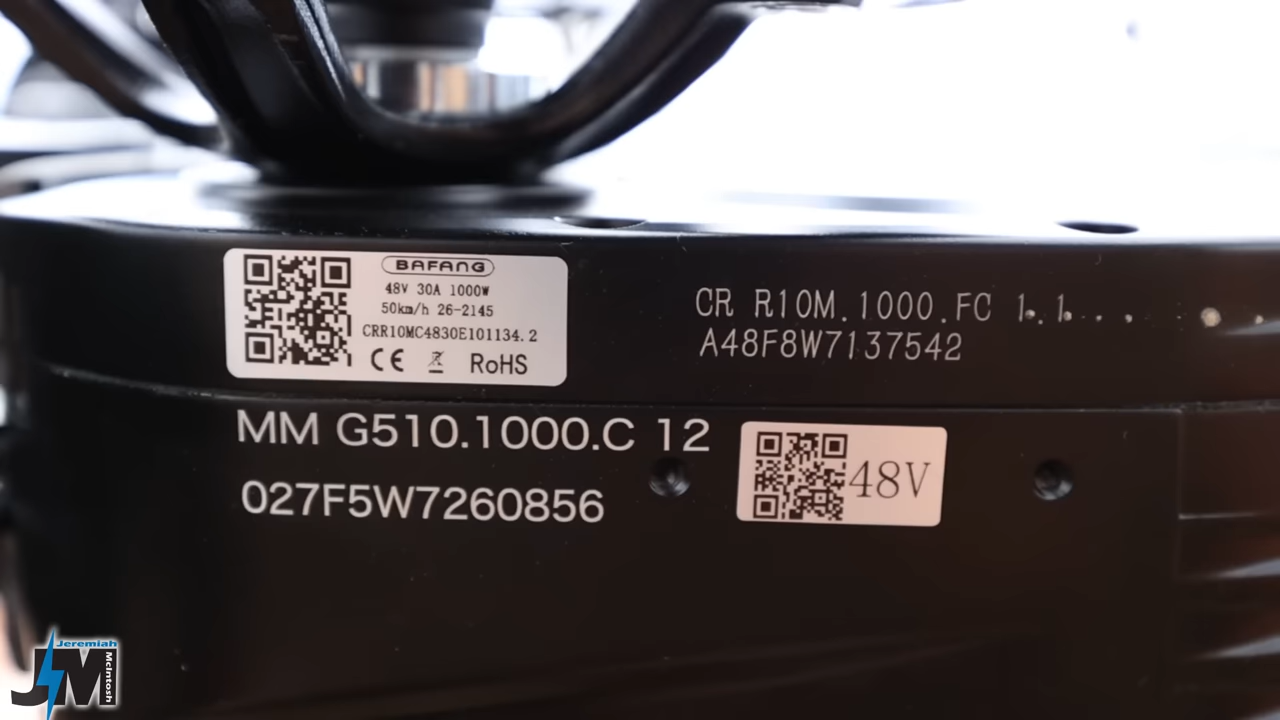 BAFANG
48V 30A 1000W
50km/h 26-2145
CRR10MC4830E101134.2
CE RoHS
CR R10M.1000.FC 1.1
A48F8W7137542
MM G510.1000.C 12
027F5W7260856
48V
Jeremiah
McIntosh
JM